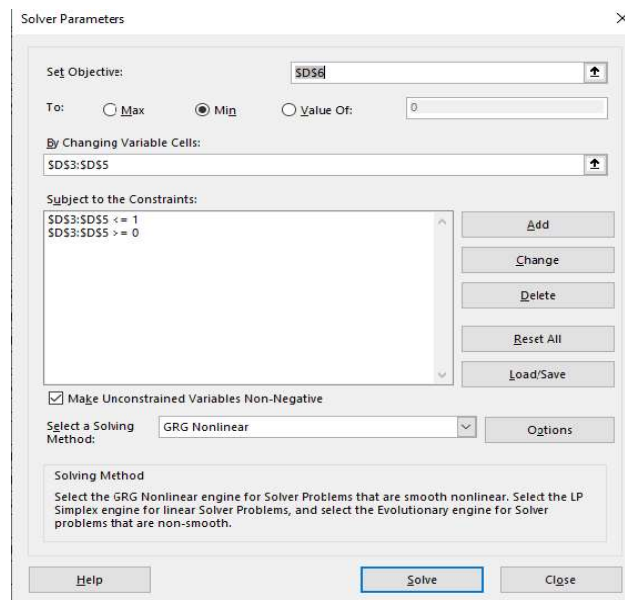 Solver Parameters
Set Objective: $D$6
To: Max Min Value Of: 0
By Changing Variable Cells:
$D$3:$D$5
Subject to the Constraints:
$D$3:$D$5 <= 1
$D$3:$D$5 >= 0
Add
Change
Delete
Reset All
Load/Save
Make Unconstrained Variables Non-Negative
Select a Solving Method: GRG Nonlinear
Options
Solving Method
Select the GRG Nonlinear engine for Solver Problems that are smooth nonlinear. Select the LP
Simplex engine for linear Solver Problems, and select the Evolutionary engine for Solver
problems that are non-smooth.
Help Solve Close